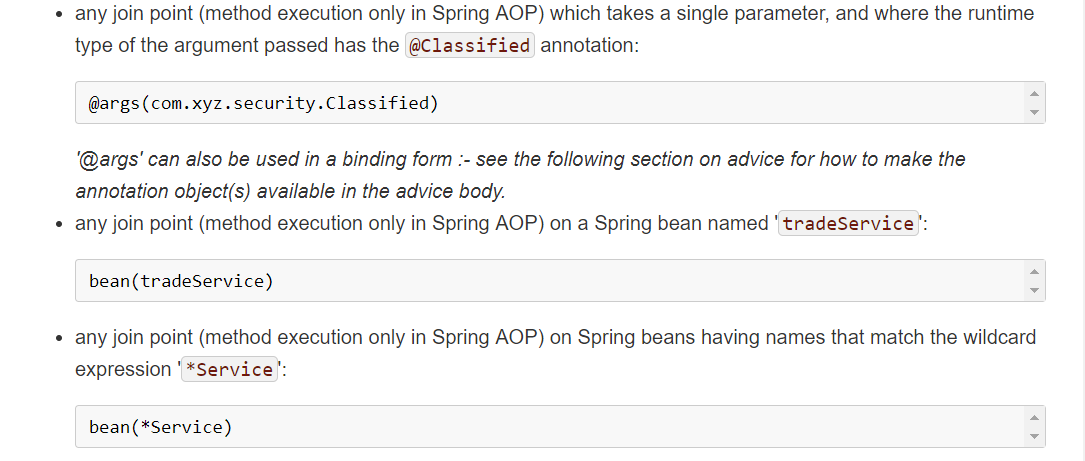 • any join point (method execution only in Spring AOP) which takes a single parameter, and where the runtime
type of the argument passed has the @Classified annotation:
@args(com.xyz.security.Classified)
'@args' can also be used in a binding form :- see the following section on advice for how to make the
annotation object(s) available in the advice body.
• any join point (method execution only in Spring AOP) on a Spring bean named 'tradeService':
bean(tradeService)
• any join point (method execution only in Spring AOP) on Spring beans having names that match the wildcard
expression '*Service':
bean(*Service)